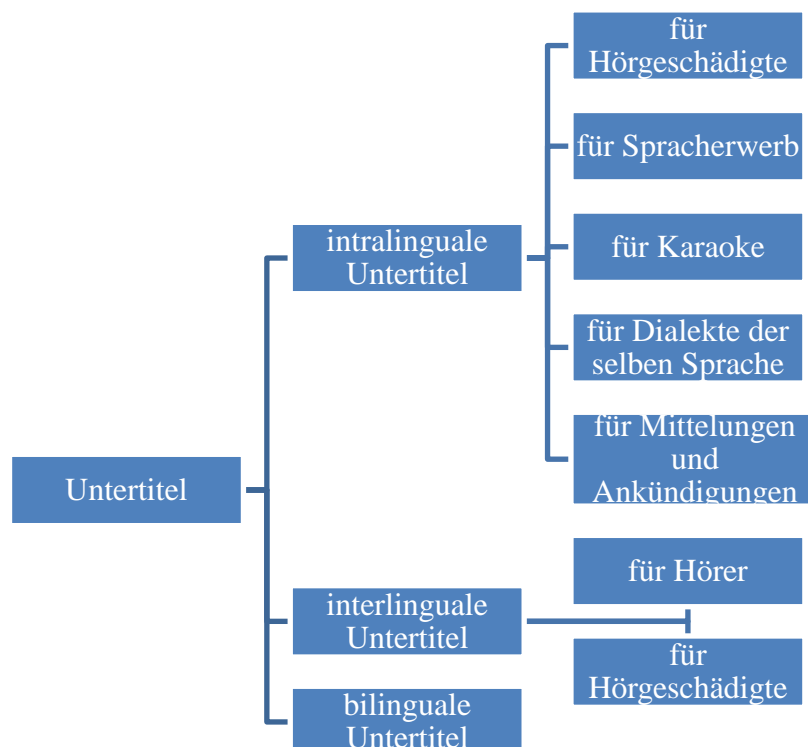 für
Hörgeschädigte
für Spracherwerb
intralinguale
Untertitel
für Karaoke
für Dialekte der
selben Sprache
für Mittelungen
und
Ankündigungen
Untertitel
für Hörer
interlinguale
Untertitel
für
Hörgeschädigte
bilinguale
Untertitel